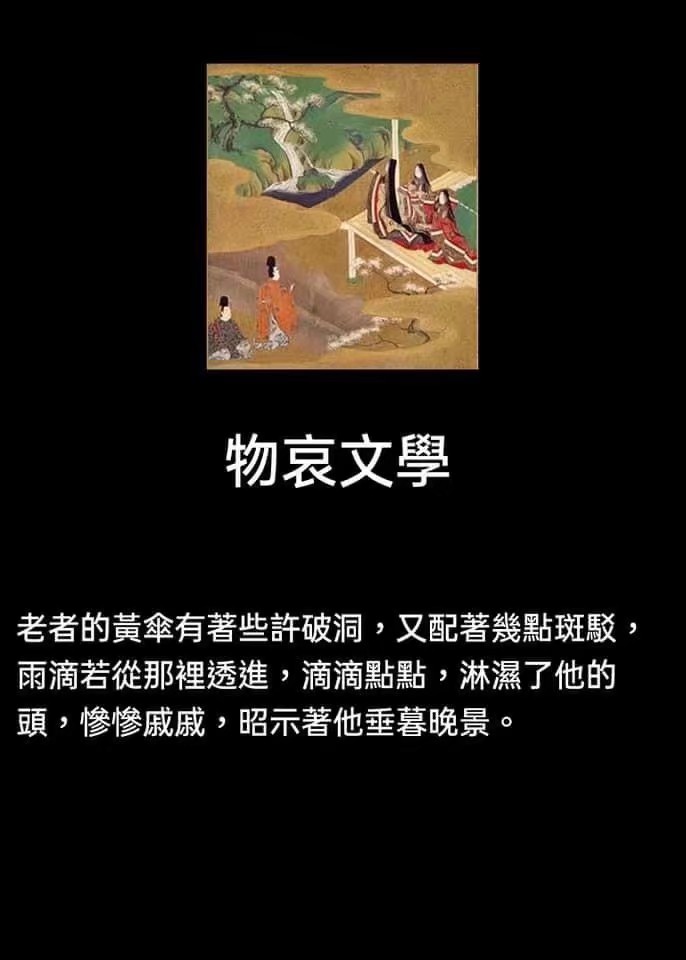 物哀文學
老者的黃傘有著些許破洞，又配著幾點斑駁，
雨滴若從那裡透進，滴滴點點，淋濕了他的
頭，慘慘戚戚，昭示著他垂暮晚景。